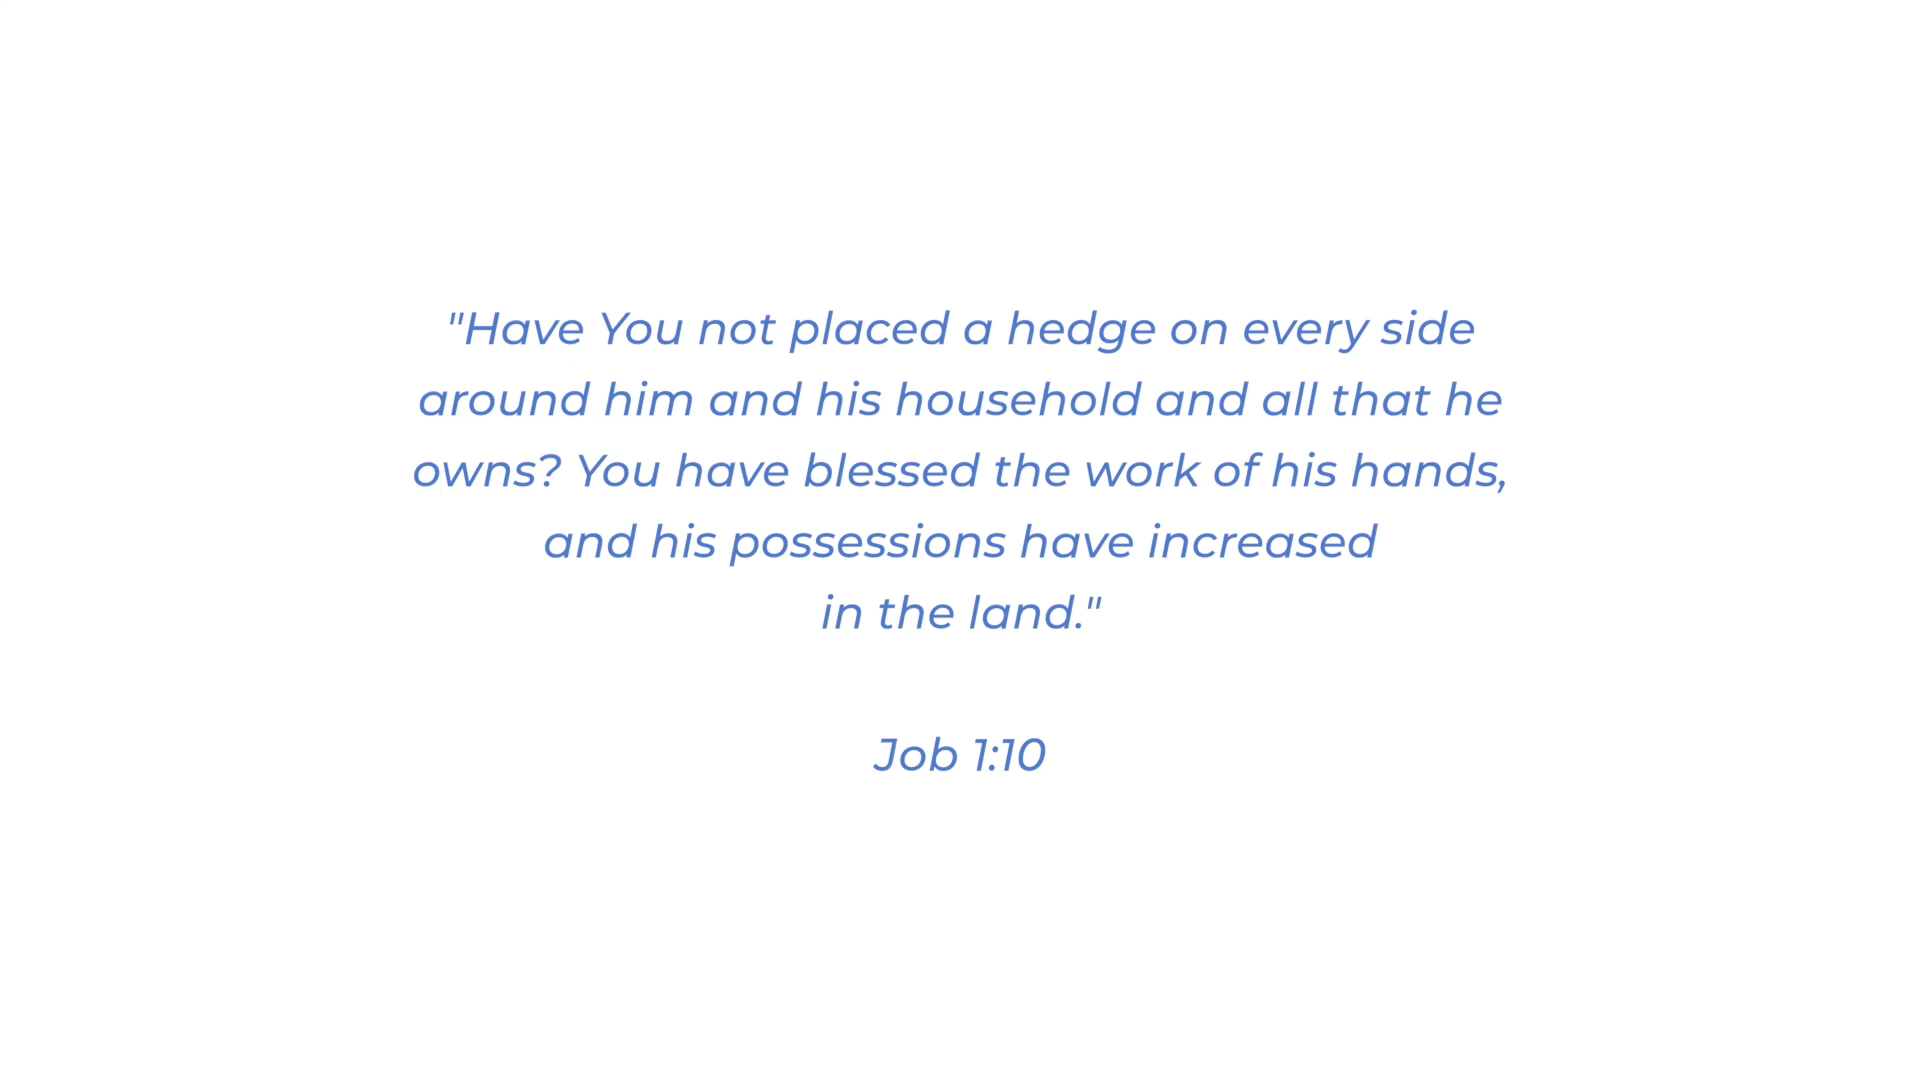 "Have You not placed a hedge on every side
around him and his household and all that he
owns? You have blessed the work of his hands,
and his possessions have increased
in the land."
Job 1:10